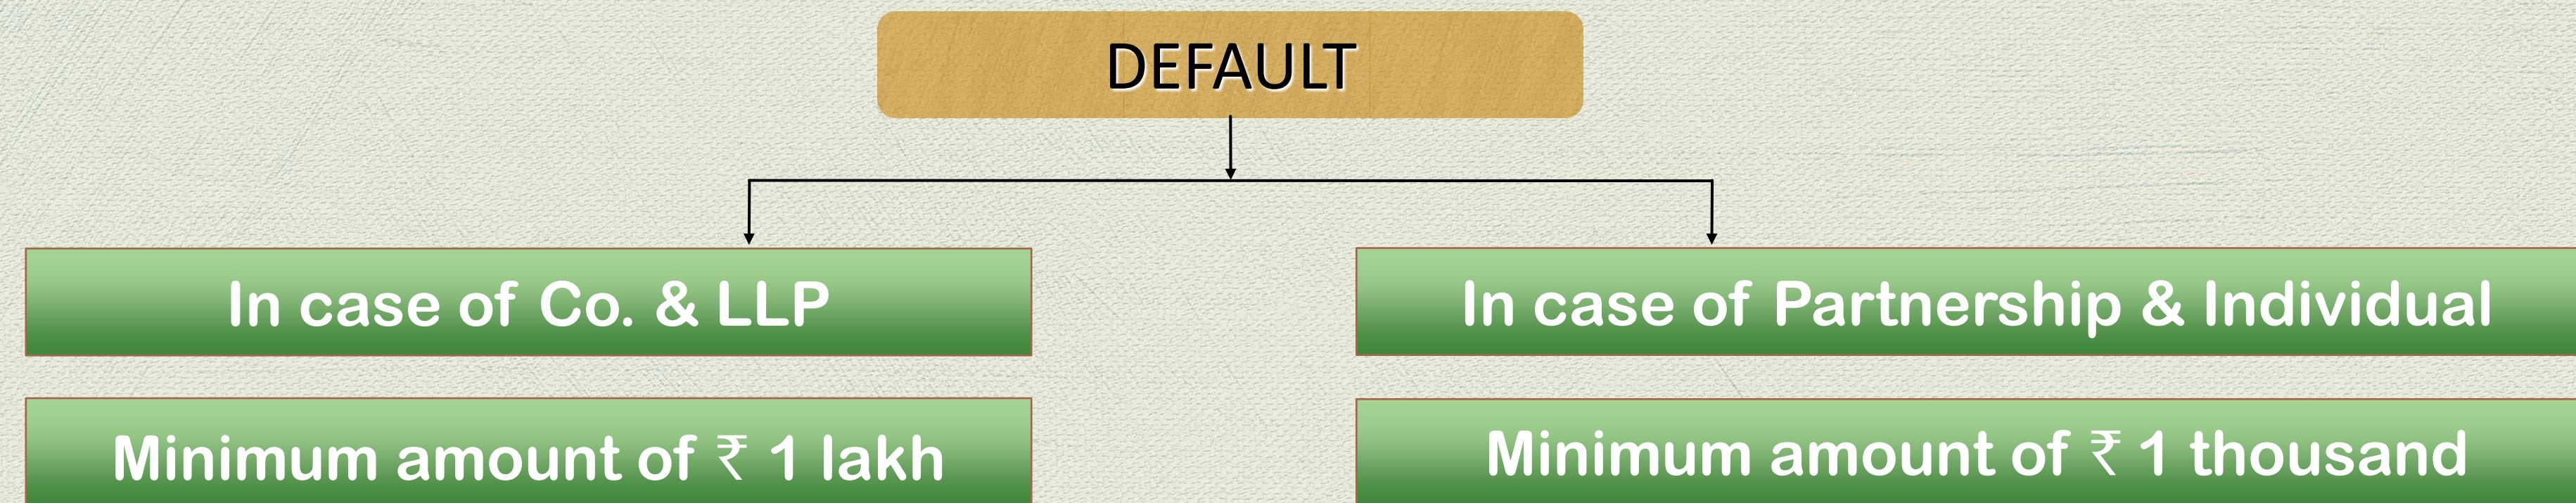 DEFAULT
In case of Co. & LLP
In case of Partnership & Individual
Minimum amount of ₹ 1 lakh
Minimum amount of ₹ 1 thousand